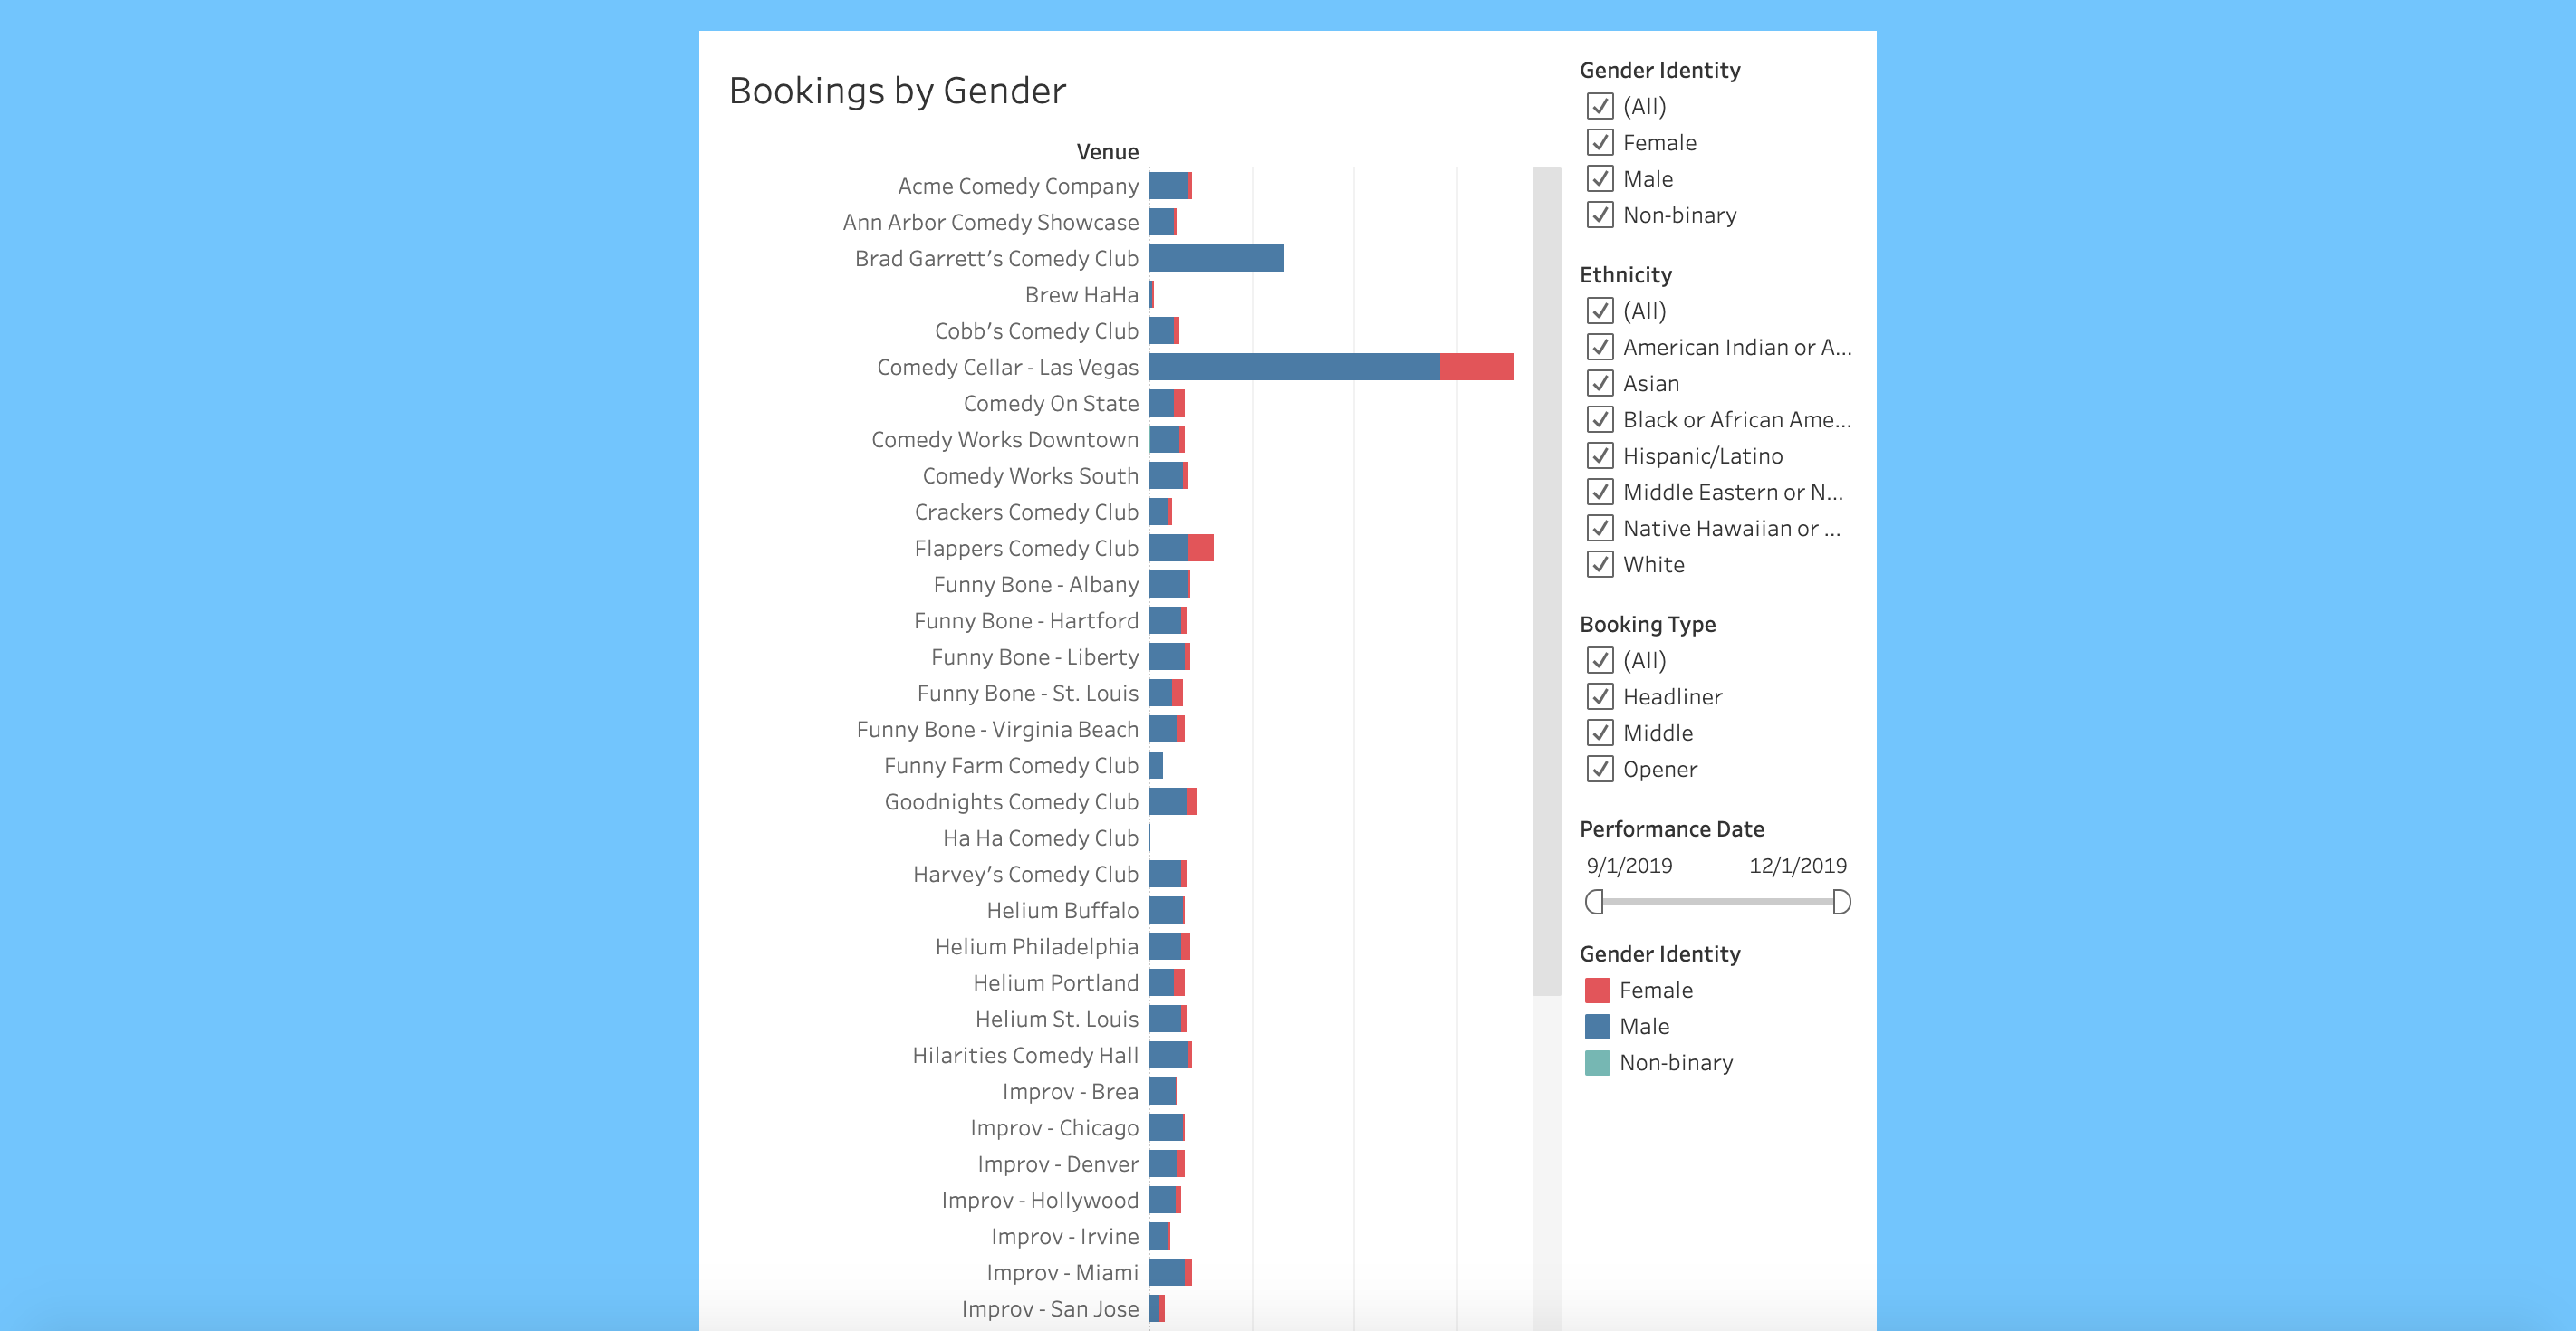 Bookings by Gender
Venue
Acme Comedy Company
Ann Arbor Comedy Showcase
Brad Garrett's Comedy Club
Brew HaHa
Cobb's Comedy Club
Comedy Cellar - Las Vegas
Comedy On State
Comedy Works Downtown
Comedy Works South
Crackers Comedy Club
Flappers Comedy Club
Funny Bone - Albany
Funny Bone - Hartford
Funny Bone - Liberty
Funny Bone - St. Louis
Funny Bone - Virginia Beach
Funny Farm Comedy Club
Goodnights Comedy Club
Ha Ha Comedy Club
Harvey's Comedy Club
Helium Buffalo
Helium Philadelphia
Helium Portland
Helium St. Louis
Hilarities Comedy Hall
Improv - Brea
Improv - Chicago
Improv - Denver
Improv - Hollywood
Improv - Irvine
Improv - Miami
Improv - San Jose
Gender Identity
(All)
Female
Male
Non-binary
Ethnicity
(All)
American Indian or A...
Asian
Black or African Ame...
Hispanic/Latino
Middle Eastern or N...
Native Hawaiian or ...
White
Booking Type
(All)
Headliner
Middle
Opener
Performance Date
9/1/2019 12/1/2019
Gender Identity
Female
Male
Non-binary